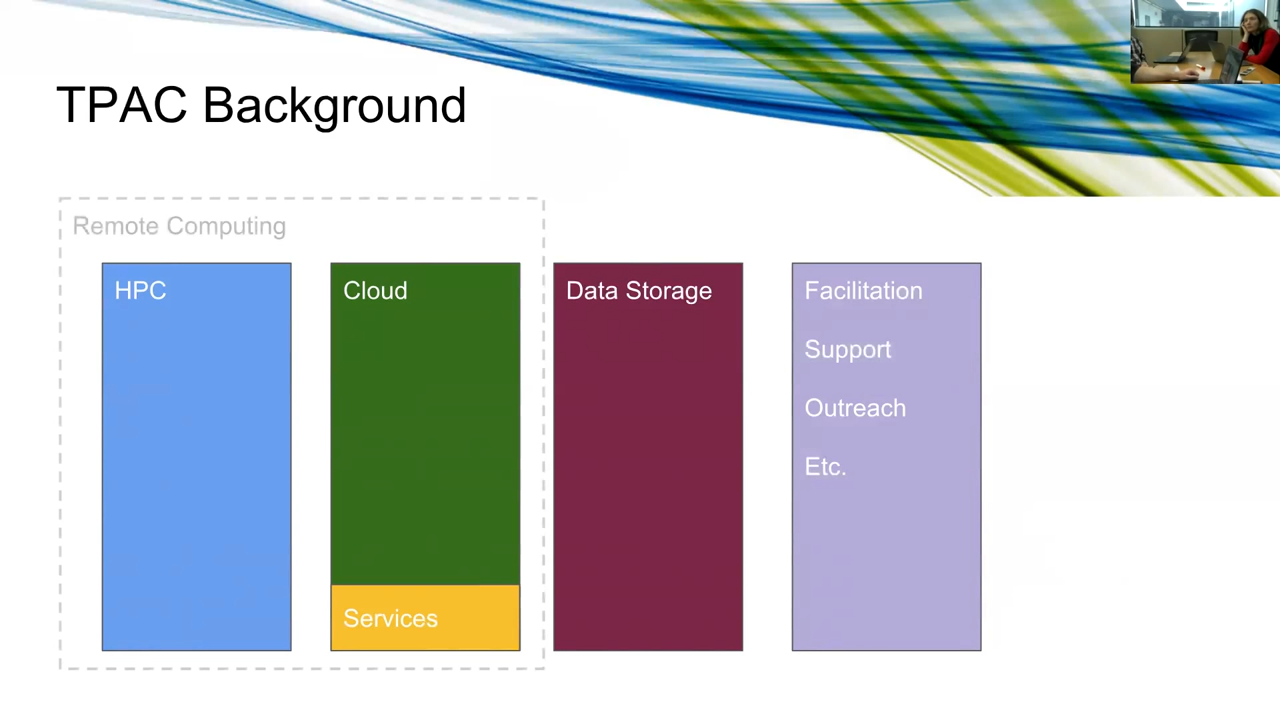 TPAC Background
Remote Computing
HPC
Cloud
Services
Data Storage
Facilitation
Support
Outreach
Etc.